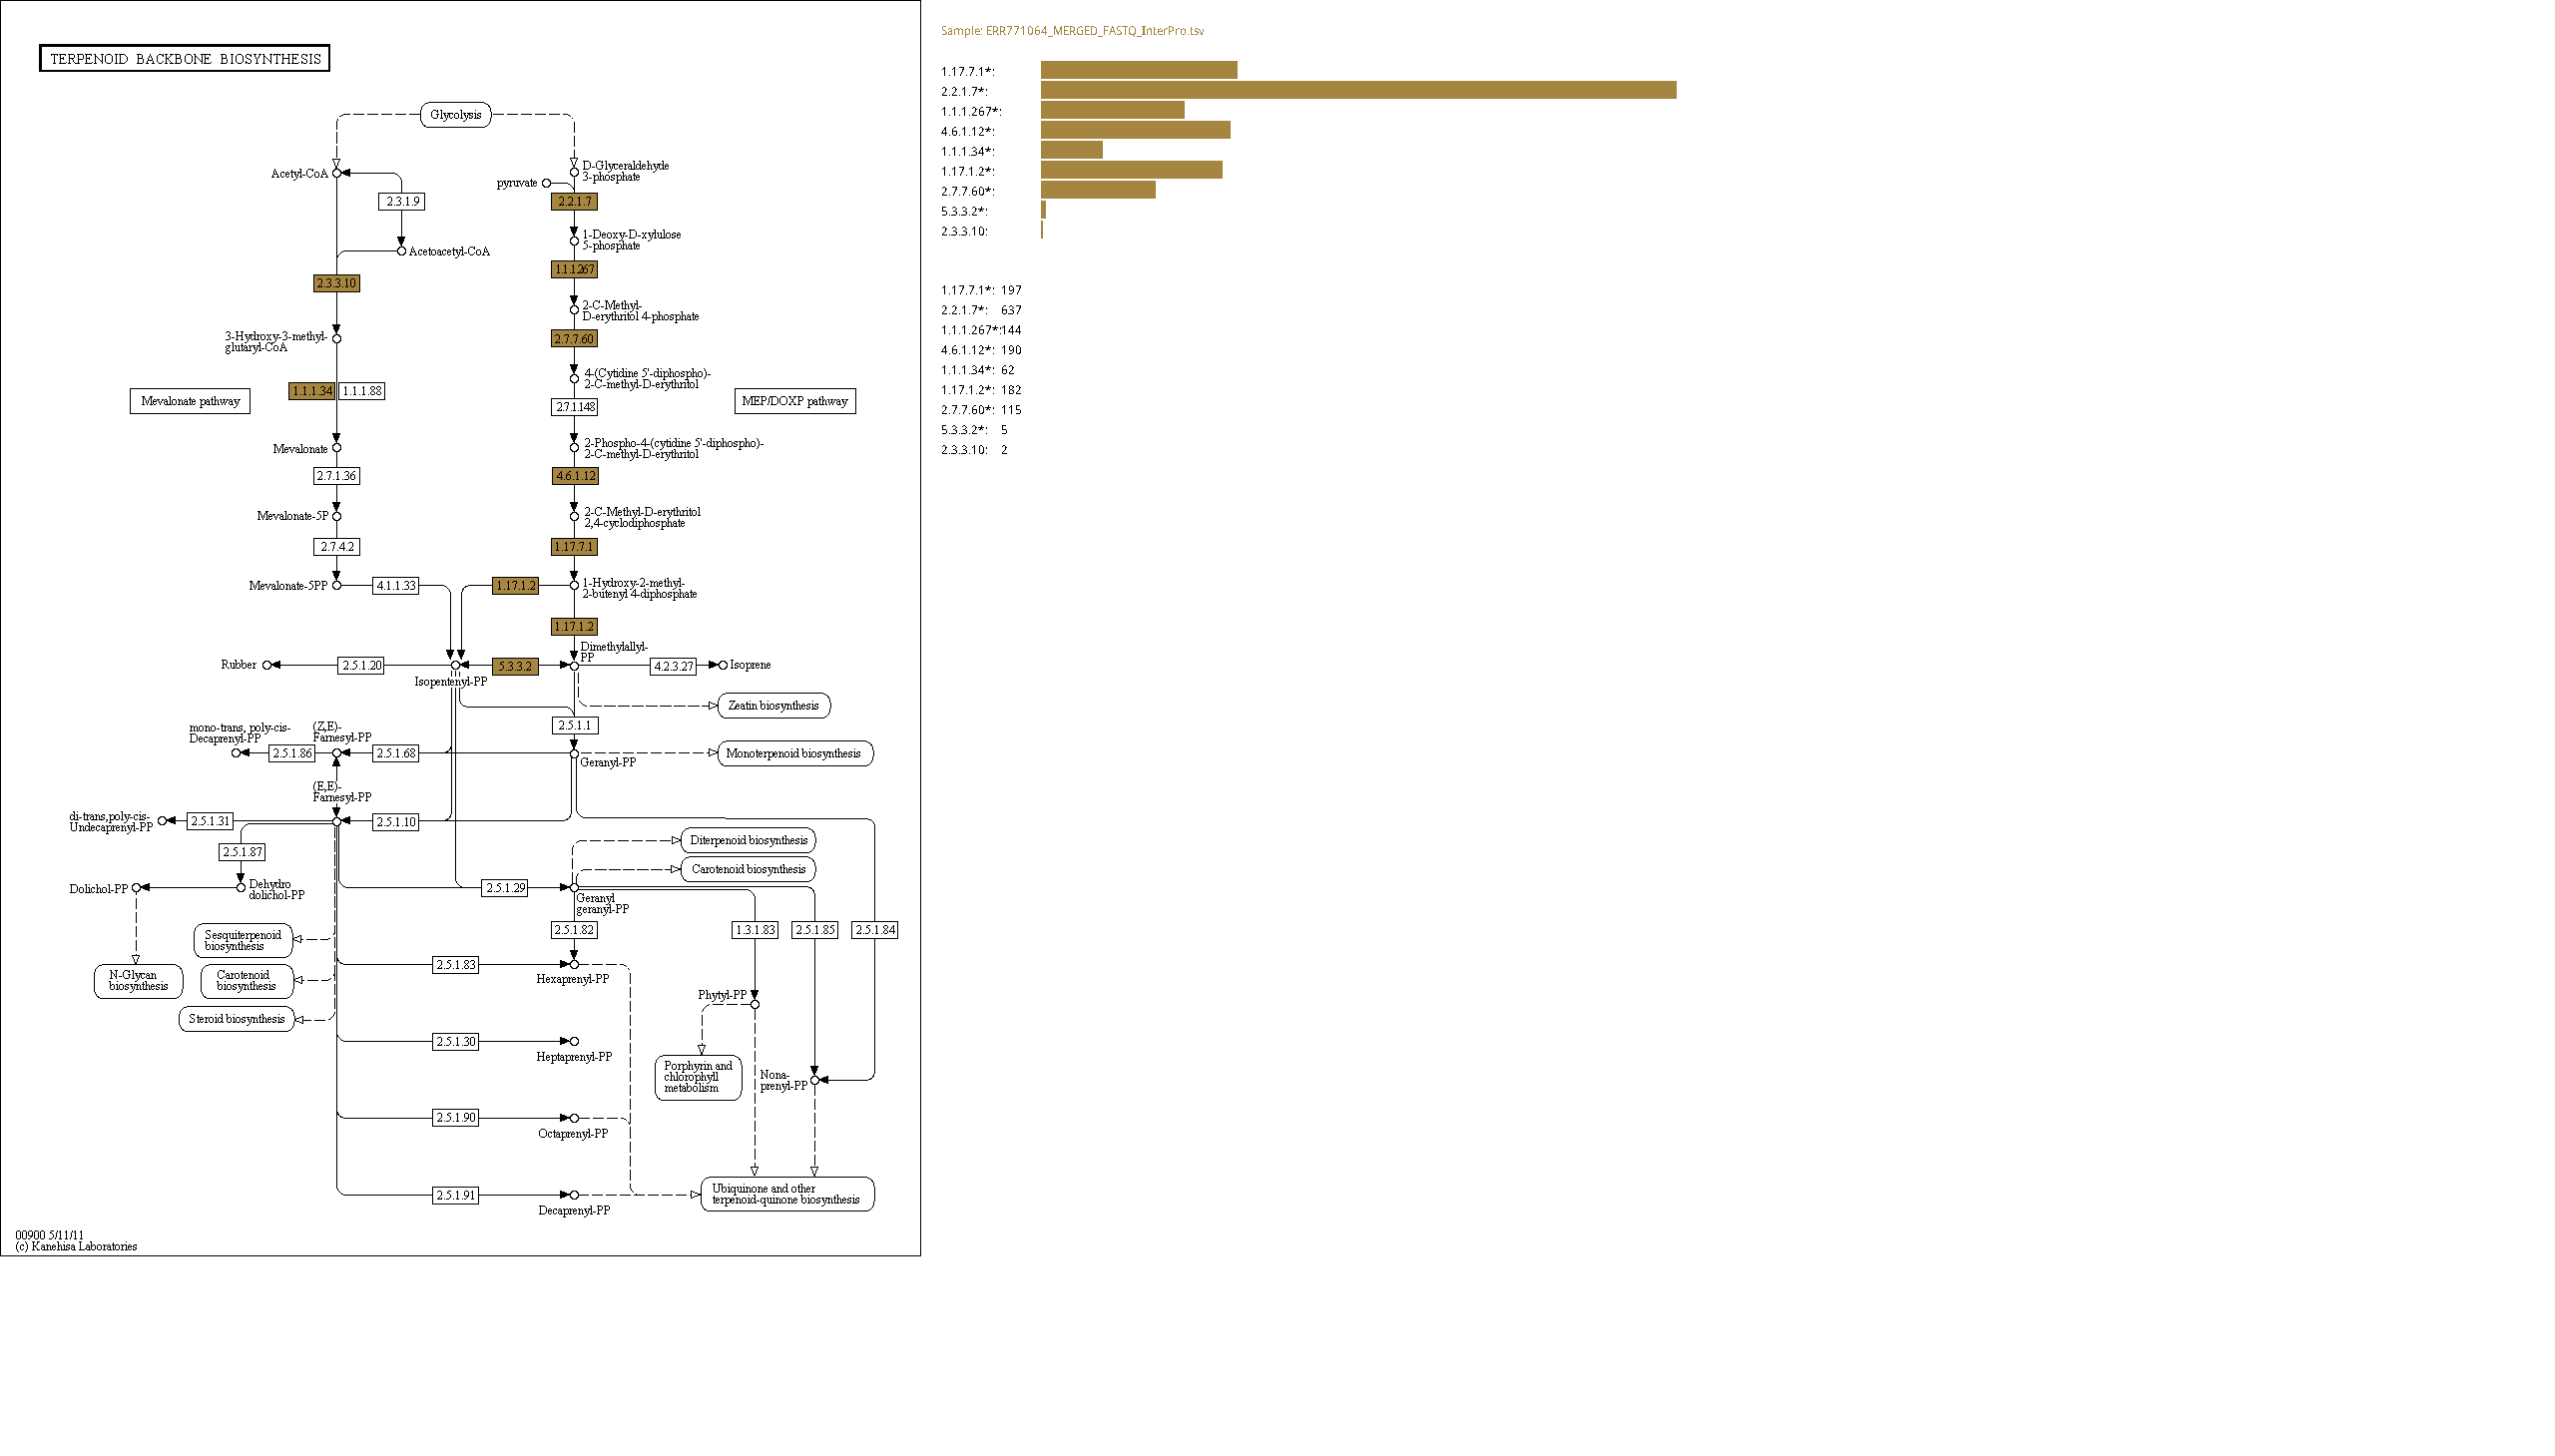 TERPENOID BACKBONE BIOSYNTHESIS
Glycolysis
Acetyl-CoA
D-Glyceraldehyde
3-phosphate
pyruvate
2.3.1.9
2.2.1.7
1-Deoxy-D-xylulose
5-phosphate
Acetoacetyl-CoA
1.1.1.267
2.3.3.10
2-C-Methyl-
D-erythritol 4-phosphate
3-Hydroxy-3-methyl-
glutaryl-CoA
2.7.7.60
4-(Cytidine 5'-diphospho)-
2-C-methyl-D-erythritol
1.1.1.34
1.1.1.88
Mevalonate pathway
MEP/DOXP pathway
2.7.1.148
Mevalonate
2-Phospho-4-(cytidine 5'-diphospho)-
2-C-methyl-D-erythritol
2.7.1.36
4.6.1.12
Mevalonate-5P
2-C-Methyl-D-erythritol
2,4-cyclodiphosphate
2.7.4.2
1.17.7.1
Mevalonate-5PP
4.1.1.33
1.17.1.2
1-Hydroxy-2-methyl-
2-butenyl 4-diphosphate
1.17.1.2
Dimethylallyl-
PP
Rubber
2.5.1.20
5.3.3.2
4.2.3.27
Isoprene
Isopentenyl-PP
Zeatin biosynthesis
2.5.1.1
mono-trans, poly-cis-
Decaprenyl-PP
(Z,E)-
Farnesyl-PP
2.5.1.86
2.5.1.68
Geranyl-PP
Monoterpenoid biosynthesis
(E,E)-
Farnesyl-PP
di-trans,poly-cis-
Undecaprenyl-PP
2.5.1.31
2.5.1.10
2.5.1.87
Diterpenoid biosynthesis
Carotenoid biosynthesis
Dolichol-PP
Dehydro
dolichol-PP
2.5.1.29
Geranyl
geranyl-PP
2.5.1.82
1.3.1.83
2.5.1.85
2.5.1.84
Sesquiterpenoid
biosynthesis
N-Glycan
biosynthesis
Carotenoid
biosynthesis
2.5.1.83
Hexaprenyl-PP
Phytyl-PP
Steroid biosynthesis
2.5.1.30
Heptaprenyl-PP
Porphyrin and
chlorophyll
metabolism
Nona-
prenyl-PP
2.5.1.90
Octaprenyl-PP
2.5.1.91
Decaprenyl-PP
Ubiquinone and other
terpenoid-quinone biosynthesis
00900 5/11/11
(c) Kanehisa Laboratories
Sample: ERR771064_MERGED_FASTQ_InterPro.tsv
1.17.7.1*:
2.2.1.7*:
1.1.1.267*:
4.6.1.12*:
1.1.1.34*:
1.17.1.2*:
2.7.7.60*:
5.3.3.2*:
2.3.3.10:
1.17.7.1*: 197
2.2.1.7*: 637
1.1.1.267*:144
4.6.1.12*: 190
1.1.1.34*: 62
1.17.1.2*: 182
2.7.7.60*: 115
5.3.3.2*: 5
2.3.3.10: 2